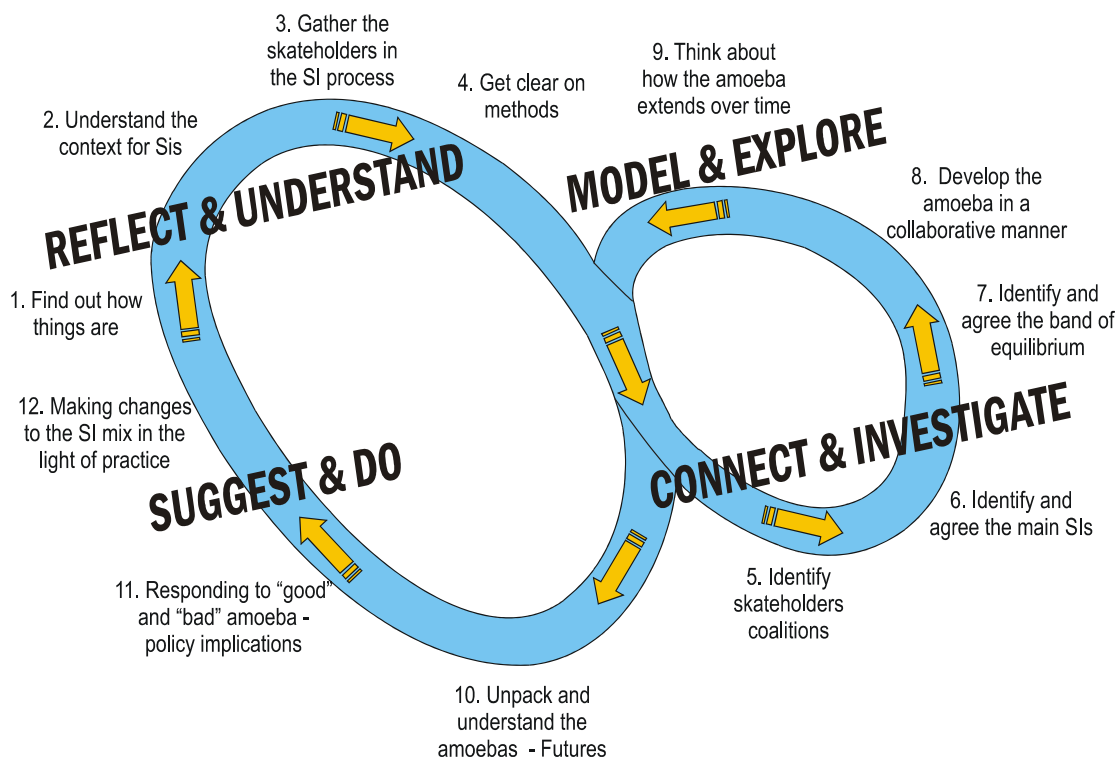 3. Gather the
skateholders in
the SI process
4. Get clear on
methods
9. Think about
how the amoeba
extends over time
2. Understand the
context for Sis
REFLECT & UNDERSTAND
MODEL & EXPLORE
8. Develop the
amoeba in a
collaborative manner
1. Find out how
things are
7. Identify and
agree the band of
equilibrium
12. Making changes
to the SI mix in the
light of practice
SUGGEST & DO
CONNECT & INVESTIGATE
6. Identify and
agree the main SIs
5. Identify
skateholders
coalitions
11. Responding to “good”
and “bad” amoeba -
policy implications
10. Unpack and
understand the
amoebas - Futures